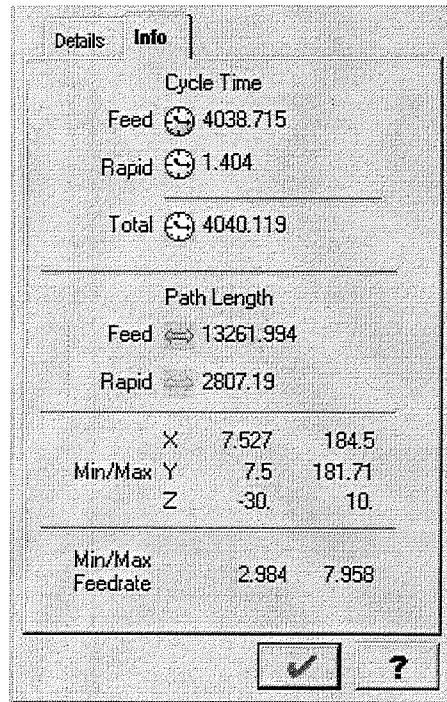 Details Info
Cycle Time
Feed 4038.715
Rapid 1.404
Total 4040.119
Path Length
Feed 13261.994
Rapid 2807.19
X 7.527 184.5
Min/Max Y 7.5 181.71
Z -30. 10.
Min/Max
Feedrate 2.984 7.958
?